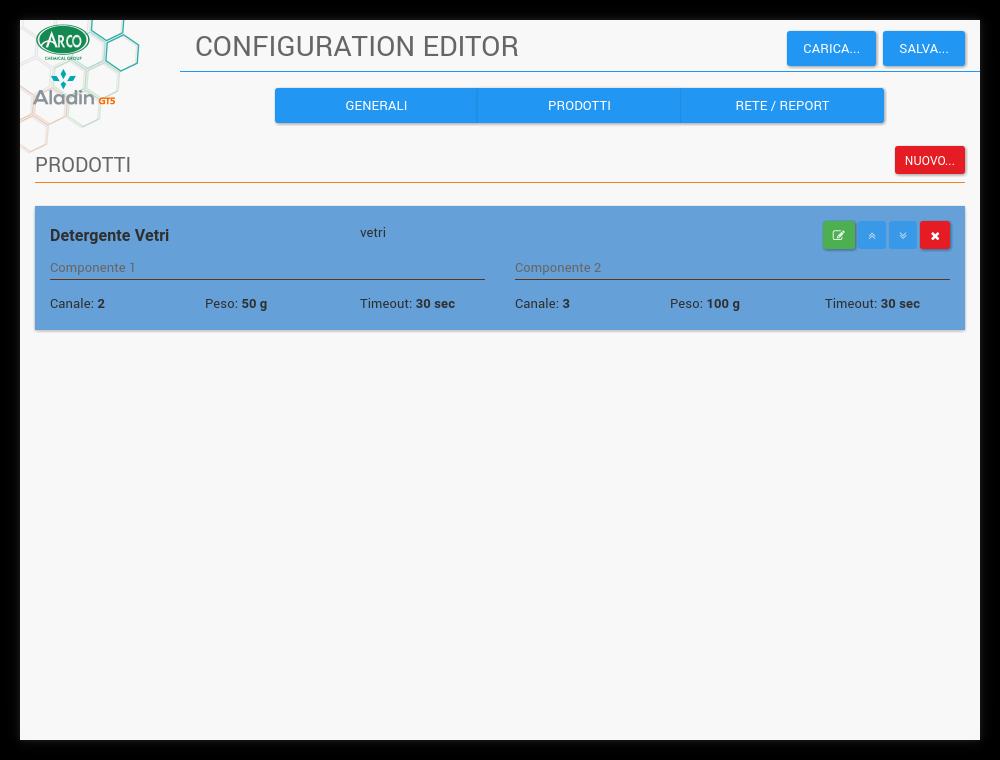 ARCO
CHEMICAL GROUP
Aladin GTS
CONFIGURATION EDITOR
CARICA...
SALVA...
GENERALI
PRODOTTI
RETE / REPORT
PRODOTTI
NUOVO...
Detergente Vetri
vetri
Componente 1
Componente 2
Canale: 2
Peso: 50 g
Timeout: 30 sec
Canale: 3
Peso: 100 g
Timeout: 30 sec